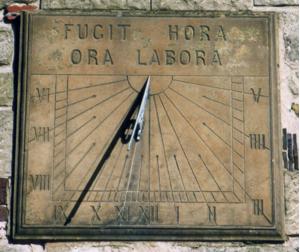 FUGIT HORA
ORA LABORA
VI V
VII IIII
VIII III
IX X XI XII I II